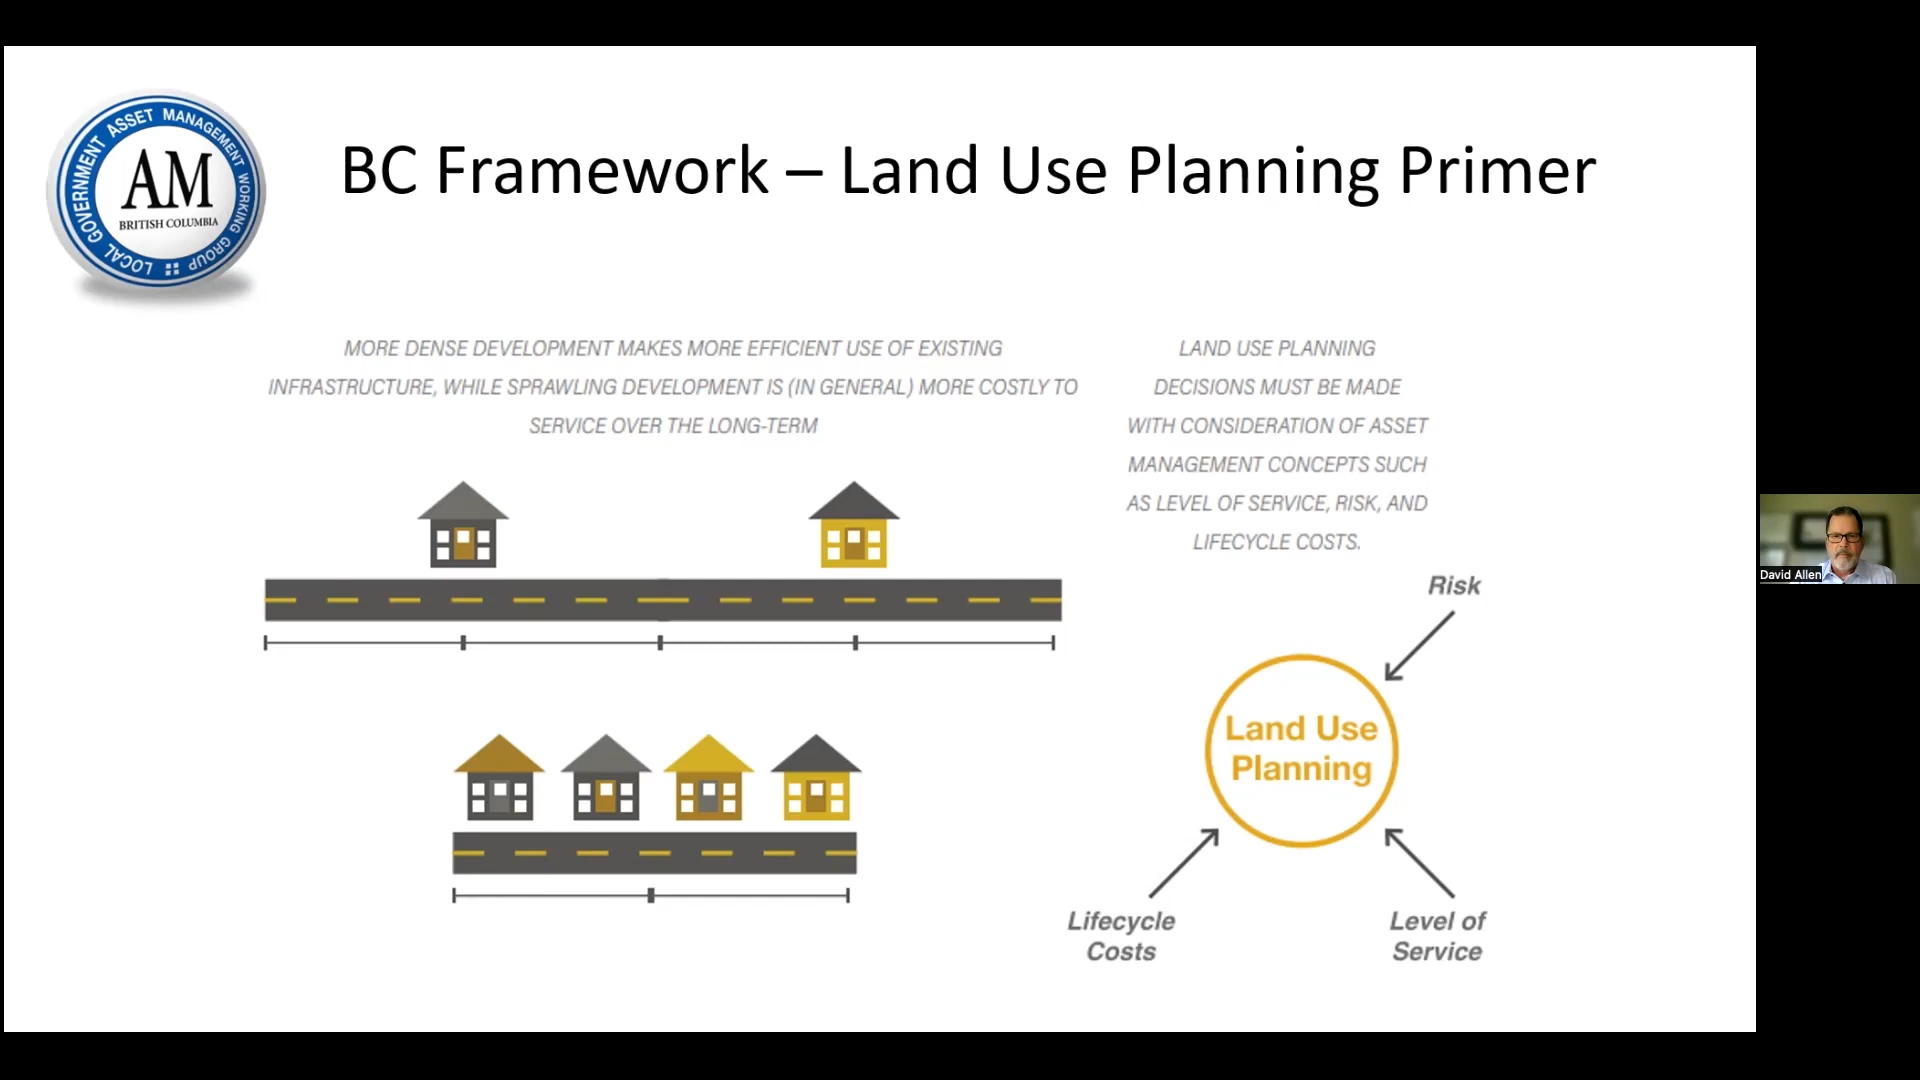 LOCAL GOVERNMENT ASSET MANAGEMENT WORKING GROUP
AM
BRITISH COLUMBIA
BC Framework – Land Use Planning Primer
MORE DENSE DEVELOPMENT MAKES MORE EFFICIENT USE OF EXISTING
INFRASTRUCTURE, WHILE SPRAWLING DEVELOPMENT IS (IN GENERAL) MORE COSTLY TO
SERVICE OVER THE LONG-TERM
LAND USE PLANNING
DECISIONS MUST BE MADE
WITH CONSIDERATION OF ASSET
MANAGEMENT CONCEPTS SUCH
AS LEVEL OF SERVICE, RISK, AND
LIFECYCLE COSTS.
Risk
Land Use
Planning
Lifecycle
Costs
Level of
Service
David Allen